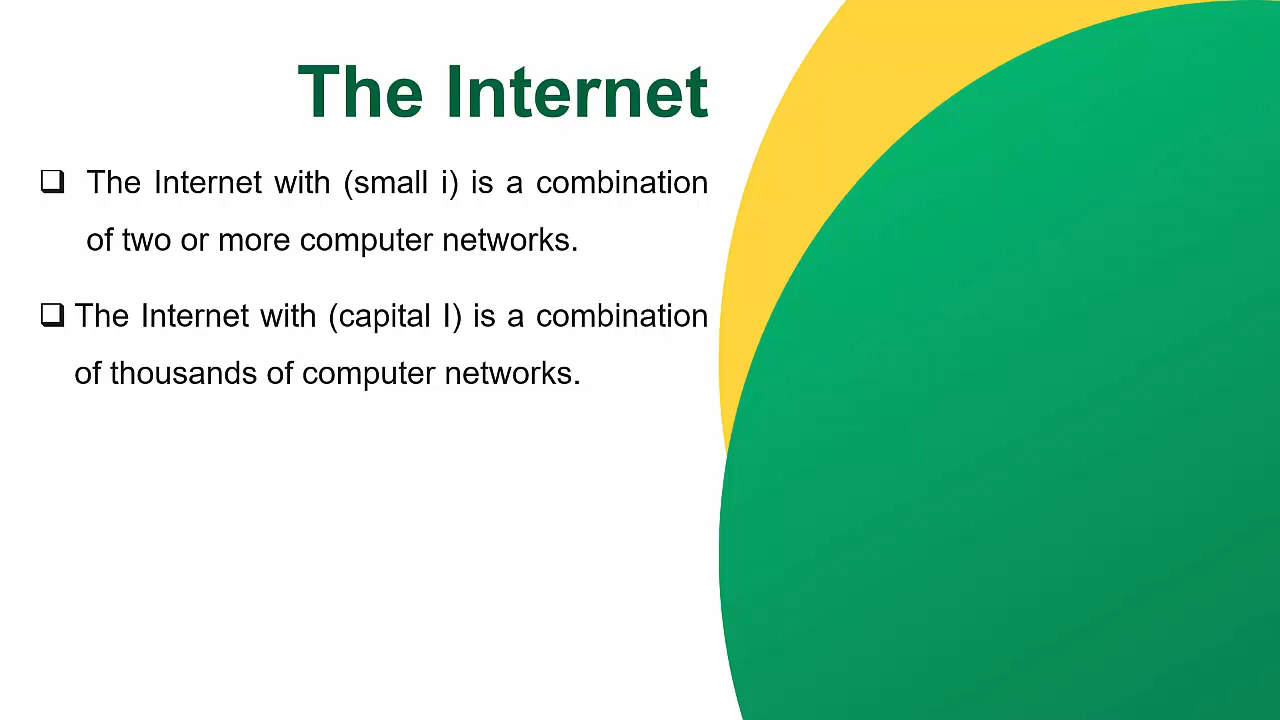 The Internet
❑ The Internet with (small i) is a combination
of two or more computer networks.
❑ The Internet with (capital I) is a combination
of thousands of computer networks.